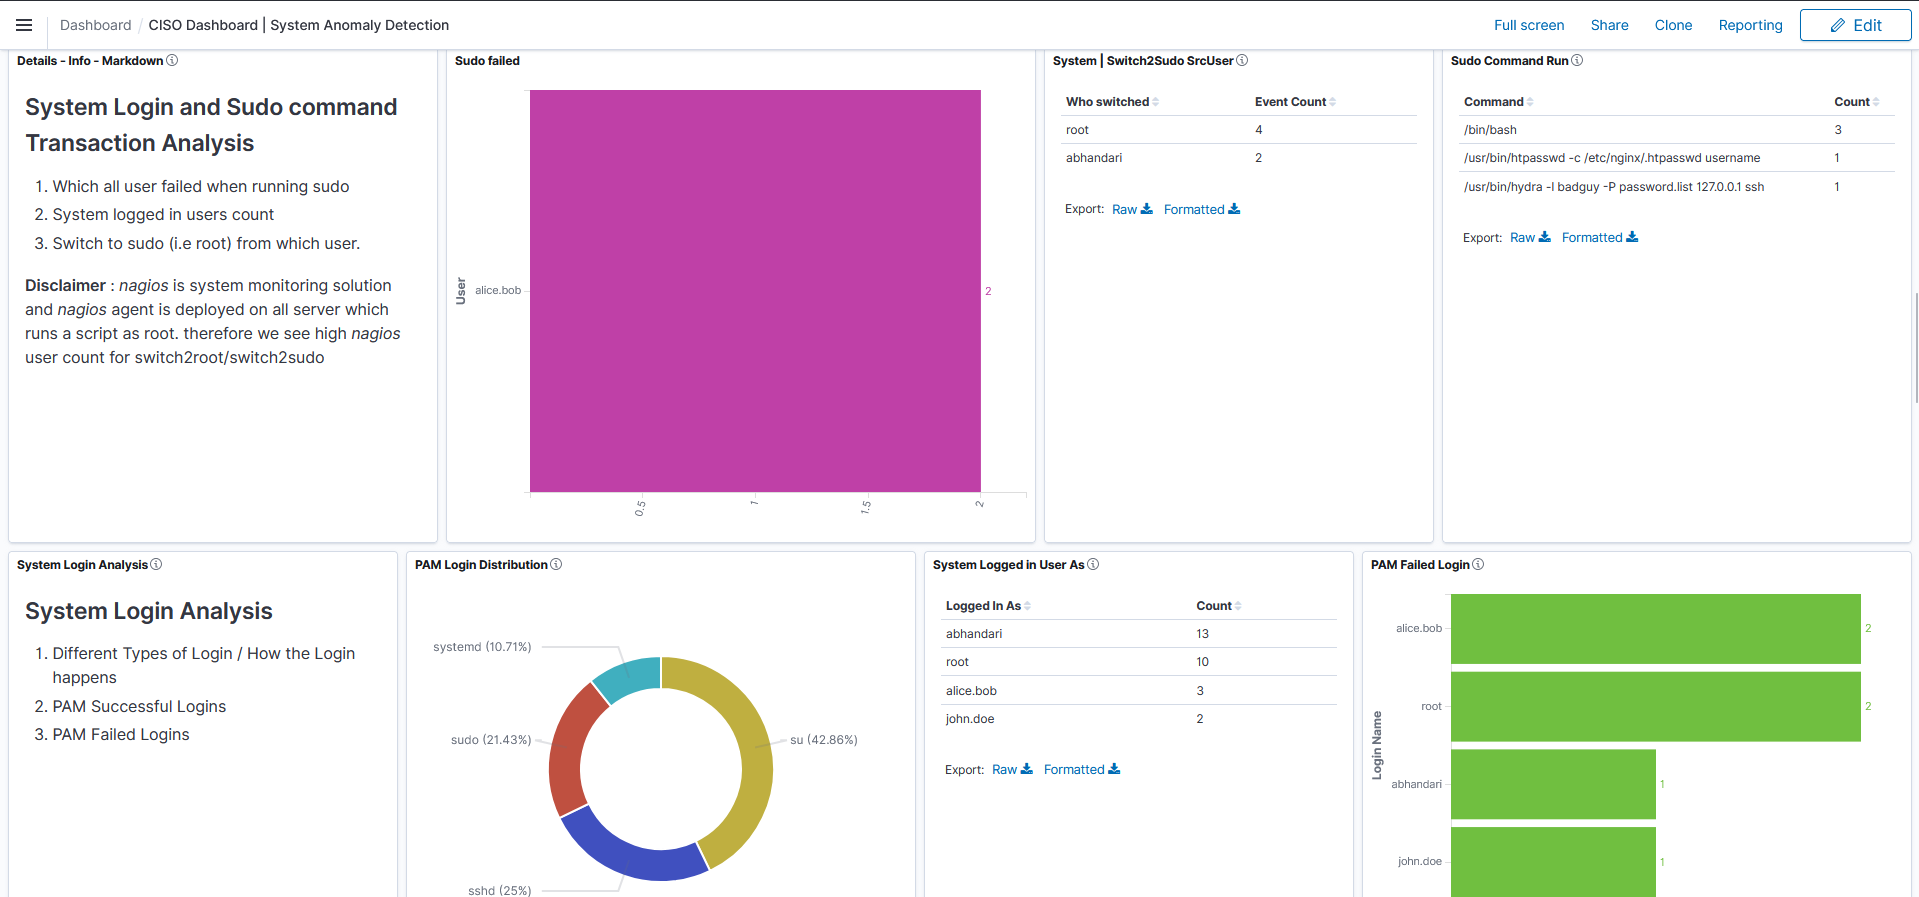 Dashboard / CISO Dashboard | System Anomaly Detection
Full screen Share Clone Reporting Edit
Details - Info - Markdown
System Login and Sudo command
Transaction Analysis
1. Which all user failed when running sudo
2. System logged in users count
3. Switch to sudo (i.e root) from which user.
Disclaimer : nagios is system monitoring solution
and nagios agent is deployed on all server which
runs a script as root. therefore we see high nagios
user count for switch2root/switch2sudo
Sudo failed
User
alice.bob
2
0.5
1
1.5
2
System | Switch2Sudo SrcUser
Who switched Event Count
root 4
abhandari 2
Export: Raw Formatted
Sudo Command Run
Command Count
/bin/bash 3
/usr/bin/htpasswd -c /etc/nginx/.htpasswd username 1
/usr/bin/hydra -l badguy -P password.list 127.0.0.1 ssh 1
Export: Raw Formatted
System Login Analysis
System Login Analysis
1. Different Types of Login / How the Login
happens
2. PAM Successful Logins
3. PAM Failed Logins
PAM Login Distribution
systemd (10.71%)
sudo (21.43%)
su (42.86%)
sshd (25%)
System Logged in User As
Logged In As Count
abhandari 13
root 10
alice.bob 3
john.doe 2
Export: Raw Formatted
PAM Failed Login
Login Name
alice.bob 2
root 2
abhandari 1
john.doe 1